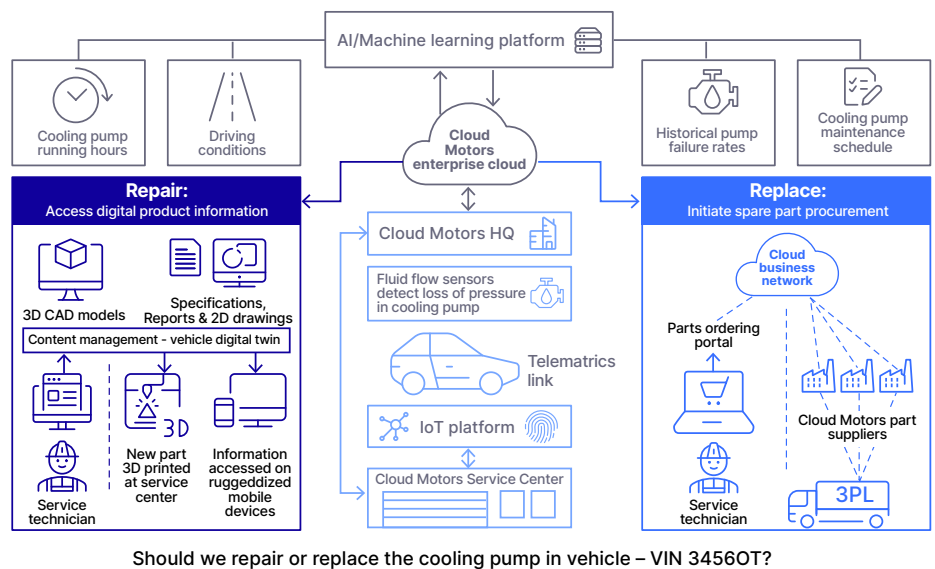 AI/Machine learning platform
Cooling pump
running hours
Driving
conditions
Cloud
Motors
enterprise cloud
Historical pump
failure rates
Cooling pump
maintenance
schedule
Repair:
Access digital product information
3D CAD models
Specifications,
Reports & 2D drawings
Content management - vehicle digital twin
3D
Service
technician
New part
3D printed
at service
center
Information
accessed on
ruggeddized
mobile
devices
Cloud Motors HQ
Fluid flow sensors
detect loss of pressure
in cooling pump
Telematrics
link
IoT platform
Cloud Motors Service Center
Replace:
Initiate spare part procurement
Cloud
business
network
Parts ordering
portal
Service
technician
Cloud Motors part
suppliers
3PL
Should we repair or replace the cooling pump in vehicle – VIN 3456OT?